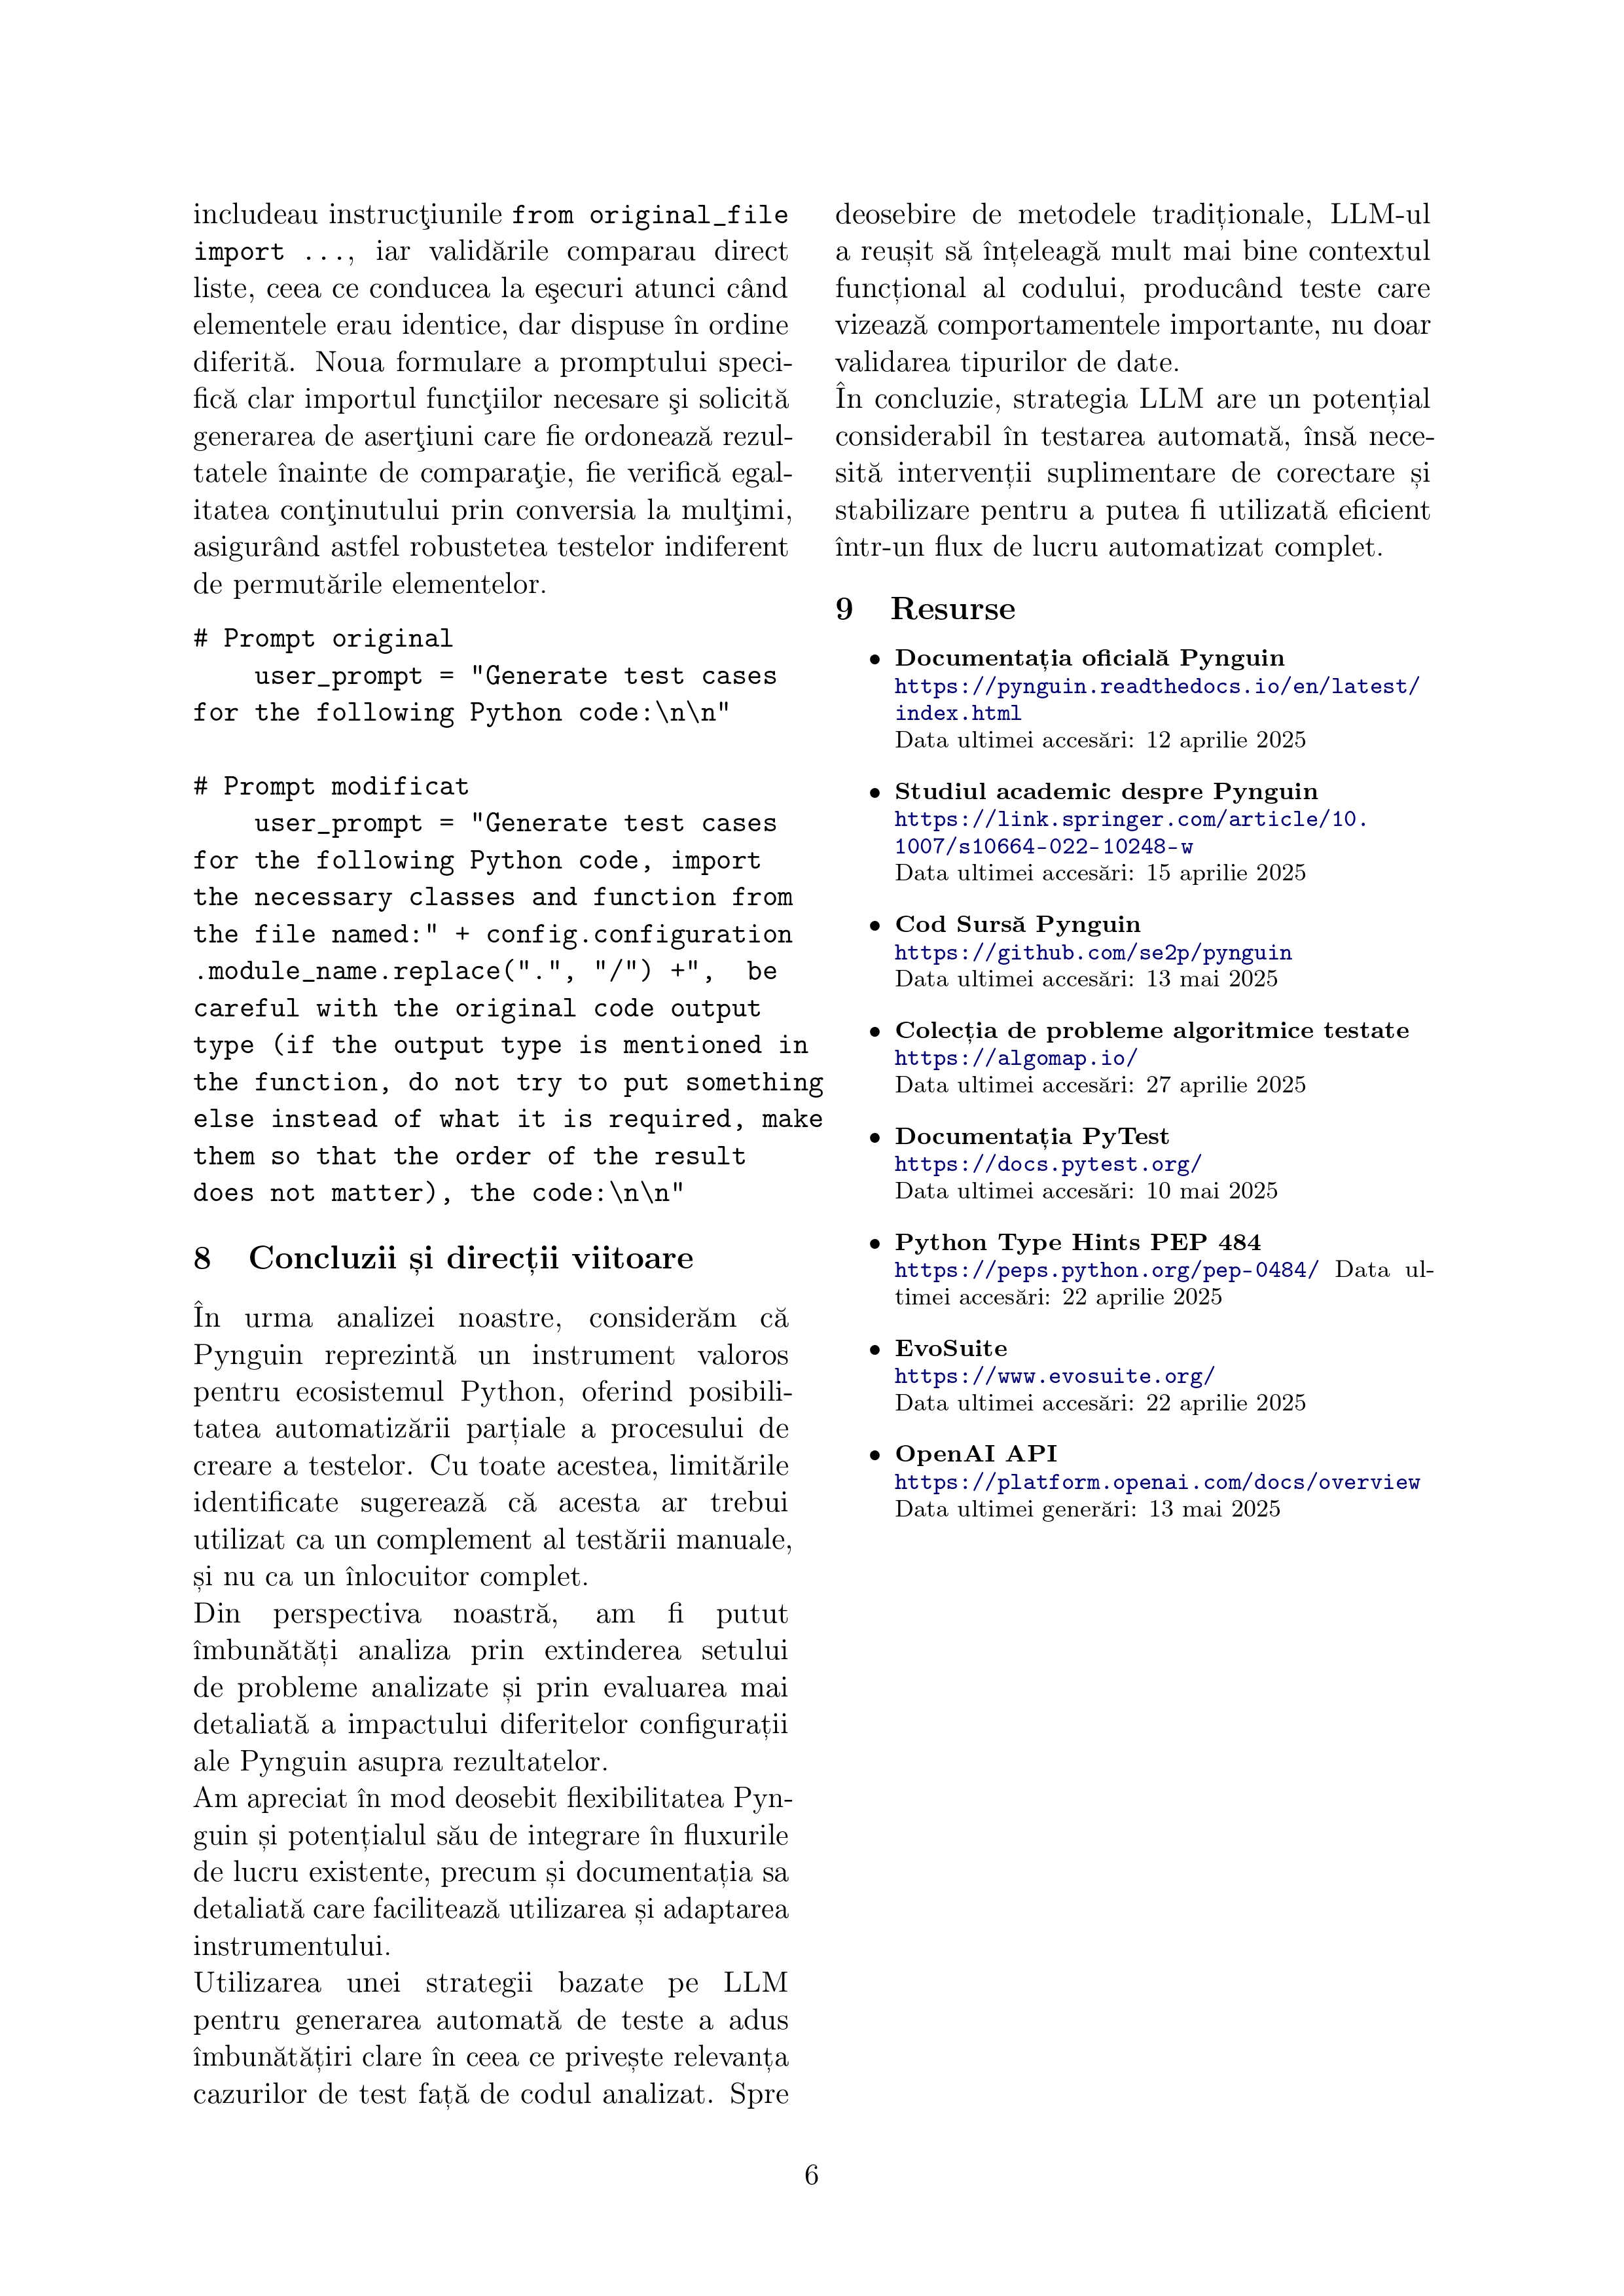 includeau instrucţiunile from original_file
import ..., iar validările comparau direct
liste, ceea ce conducea la eşecuri atunci când
elementele erau identice, dar dispuse în ordine
diferită. Noua formulare a promptului speci-
fică clar importul funcţiilor necesare şi solicită
generarea de aserţiuni care fie ordonează rezul-
tatele înainte de comparaţie, fie verifică egal-
itatea conţinutului prin conversia la mulţimi,
asigurând astfel robustetea testelor indiferent
de permutările elementelor.
# Prompt original
    user_prompt = "Generate test cases
for the following Python code:\n\n"
# Prompt modificat
    user_prompt = "Generate test cases
for the following Python code, import
the necessary classes and function from
the file named:" + config.configuration
.module_name.replace(".", "/") +",  be
careful with the original code output
type (if the output type is mentioned in
the function, do not try to put something
else instead of what it is required, make
them so that the order of the result
does not matter), the code:\n\n"
8 Concluzii și direcții viitoare
În urma analizei noastre, considerăm că
Pynguin reprezintă un instrument valoros
pentru ecosistemul Python, oferind posibili-
tatea automatizării parțiale a procesului de
creare a testelor. Cu toate acestea, limitările
identificate sugerează că acesta ar trebui
utilizat ca un complement al testării manuale,
și nu ca un înlocuitor complet.
Din perspectiva noastră, am fi putut
îmbunătăți analiza prin extinderea setului
de probleme analizate și prin evaluarea mai
detaliată a impactului diferitelor configurații
ale Pynguin asupra rezultatelor.
Am apreciat în mod deosebit flexibilitatea Pyn-
guin și potențialul său de integrare în fluxurile
de lucru existente, precum și documentația sa
detaliată care facilitează utilizarea și adaptarea
instrumentului.
Utilizarea unei strategii bazate pe LLM
pentru generarea automată de teste a adus
îmbunătățiri clare în ceea ce privește relevanța
cazurilor de test față de codul analizat. Spre
deosebire de metodele tradiționale, LLM-ul
a reușit să înțeleagă mult mai bine contextul
funcțional al codului, producând teste care
vizează comportamentele importante, nu doar
validarea tipurilor de date.
În concluzie, strategia LLM are un potențial
considerabil în testarea automată, însă nece-
sită intervenții suplimentare de corectare și
stabilizare pentru a putea fi utilizată eficient
într-un flux de lucru automatizat complet.
9 Resurse
• Documentația oficială Pynguin
https://pynguin.readthedocs.io/en/latest/
index.html
Data ultimei accesări: 12 aprilie 2025
• Studiul academic despre Pynguin
https://link.springer.com/article/10.
1007/s10664-022-10248-w
Data ultimei accesări: 15 aprilie 2025
• Cod Sursă Pynguin
https://github.com/se2p/pynguin
Data ultimei accesări: 13 mai 2025
• Colecția de probleme algoritmice testate
https://algomap.io/
Data ultimei accesări: 27 aprilie 2025
• Documentația PyTest
https://docs.pytest.org/
Data ultimei accesări: 10 mai 2025
• Python Type Hints PEP 484
https://peps.python.org/pep-0484/ Data ul-
timei accesări: 22 aprilie 2025
• EvoSuite
https://www.evosuite.org/
Data ultimei accesări: 22 aprilie 2025
• OpenAI API
https://platform.openai.com/docs/overview
Data ultimei generări: 13 mai 2025
6